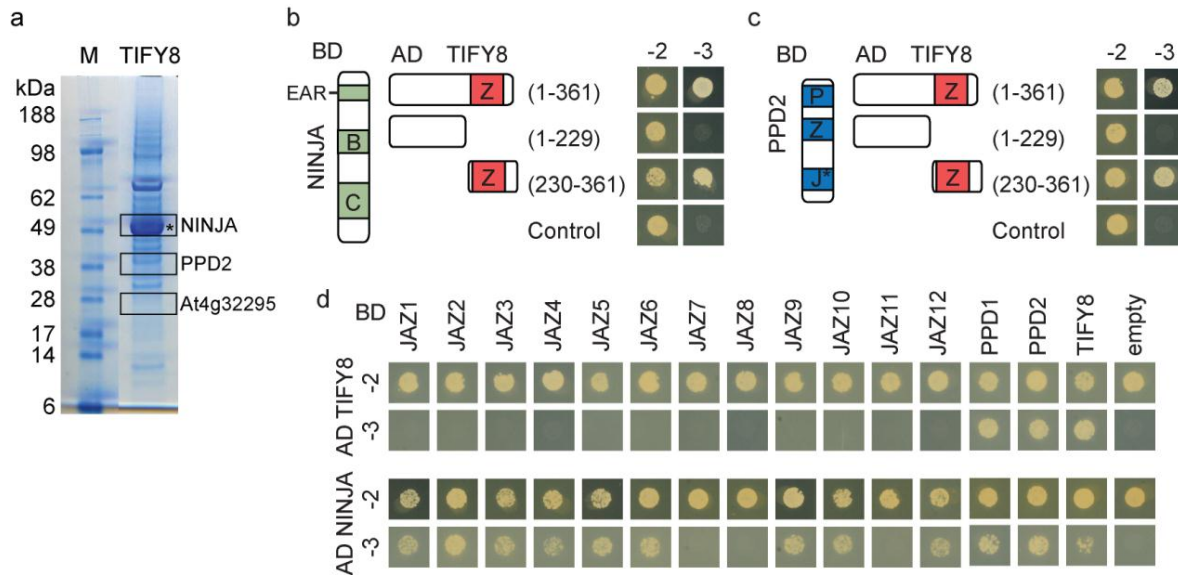 a
M TIFY8
kDa
188
98
62
49
38
28
17
14
6
* NINJA
PPD2
At4g32295
b
BD AD TIFY8 -2 -3
EAR
B
C
NINJA
Z (1-361)
(1-229)
Z (230-361)
Control
c
BD AD TIFY8 -2 -3
P
Z
J*
PPD2
Z (1-361)
(1-229)
Z (230-361)
Control
d
BD JAZ1 JAZ2 JAZ3 JAZ4 JAZ5 JAZ6 JAZ7 JAZ8 JAZ9 JAZ10 JAZ11 JAZ12 PPD1 PPD2 TIFY8 empty
AD TIFY8
-2
-3
AD NINJA
-2
-3